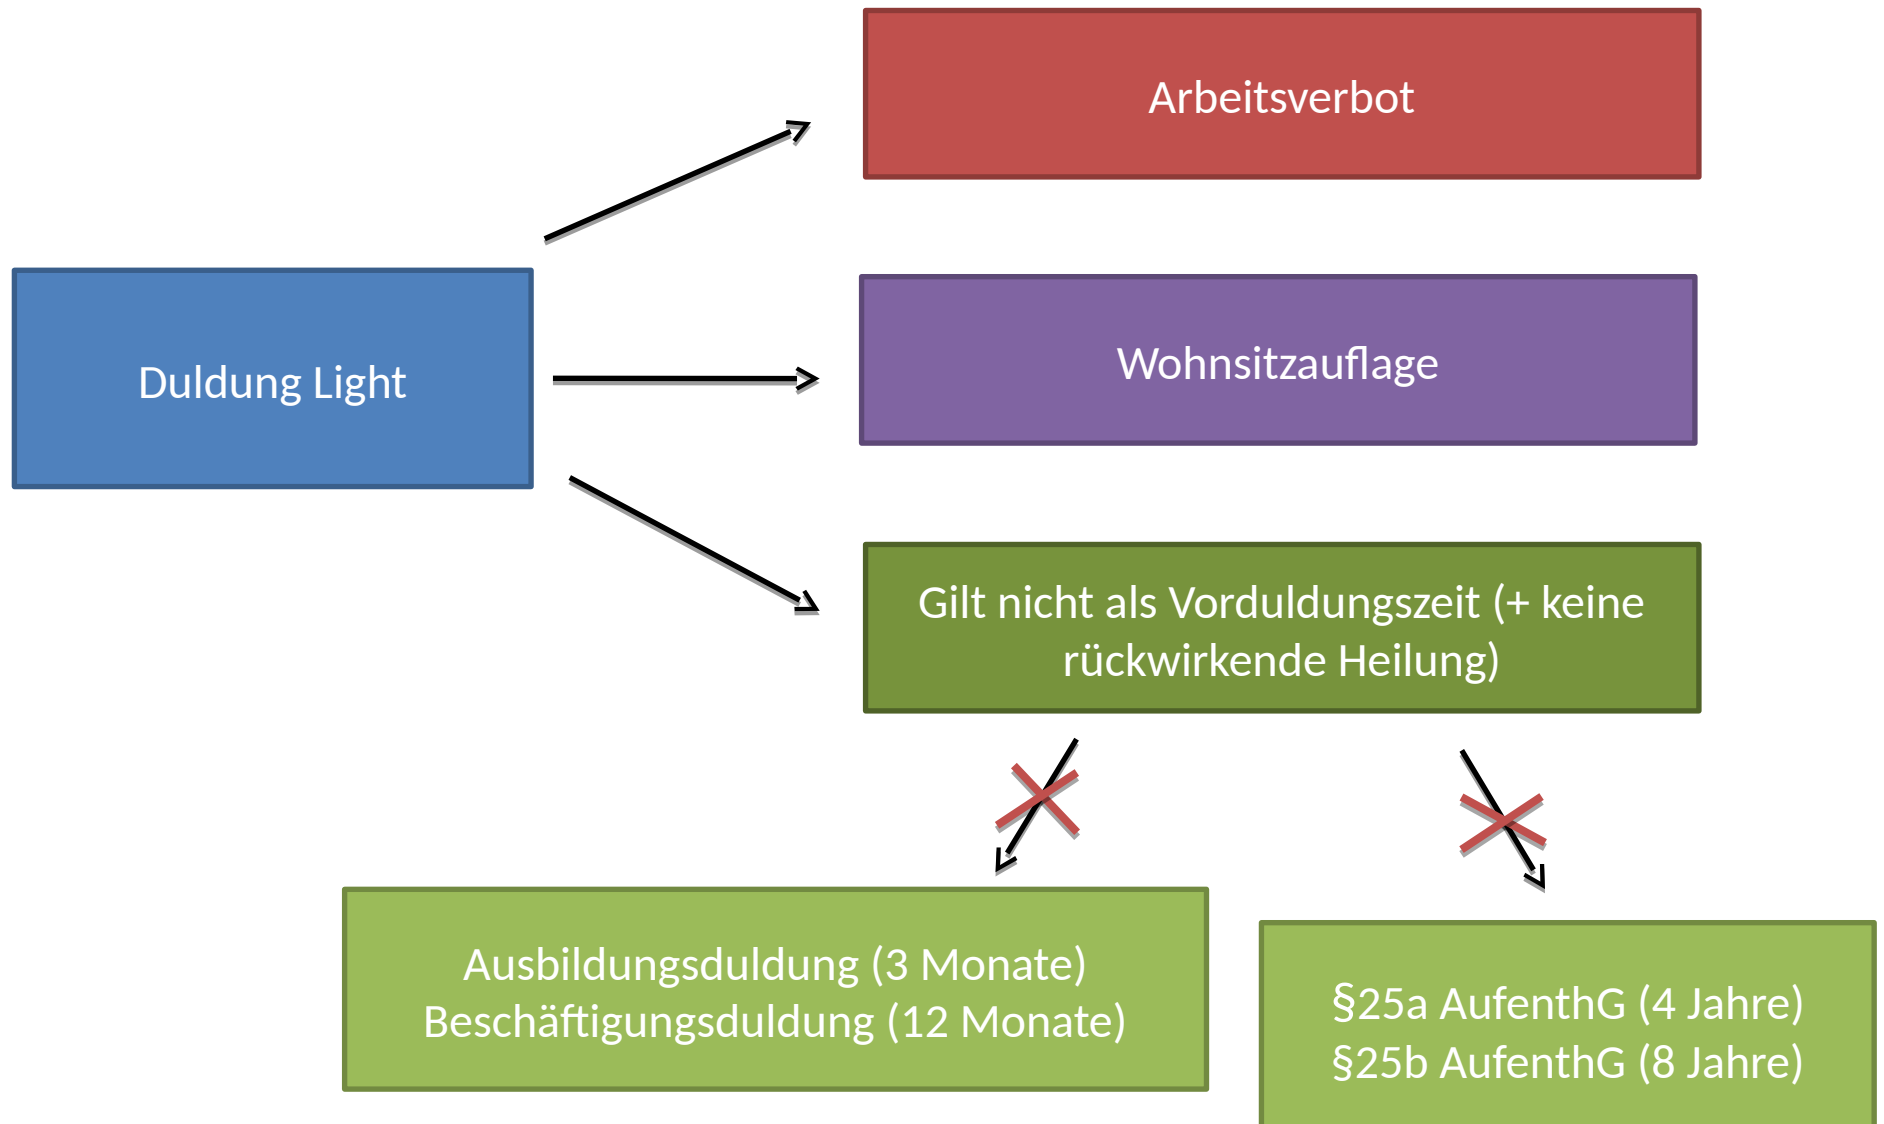 Arbeitsverbot
Duldung Light
Wohnsitzauflage
Gilt nicht als Vorduldungszeit (+ keine
rückwirkende Heilung)
Ausbildungsduldung (3 Monate)
Beschäftigungsduldung (12 Monate)
§25a AufenthG (4 Jahre)
§25b AufenthG (8 Jahre)